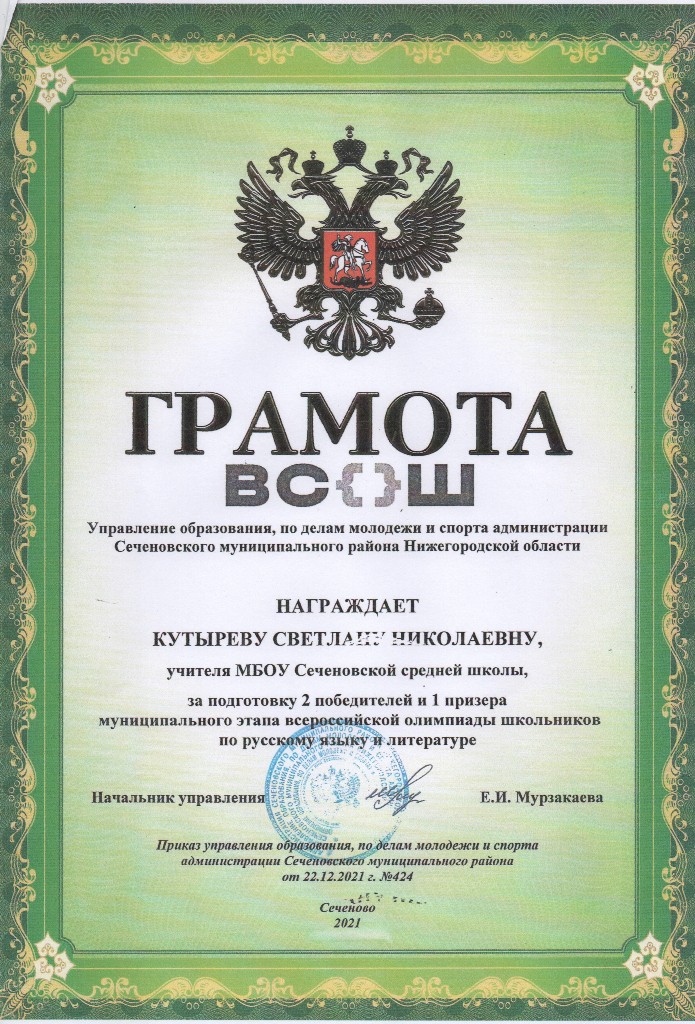 ГРАМОТА
ВС{}Ш
Управление образования, по делам молодежи и спорта администрации
Сеченовского муниципального района Нижегородской области
НАГРАЖДАЕТ
КУТЫРЕВУ СВЕТЛАНУ НИКОЛАЕВНУ,
учителя МБОУ Сеченовской средней школы,
за подготовку 2 победителей и 1 призера
муниципального этапа всероссийской олимпиады школьников
по русскому языку и литературе
Начальник управления Е.И. Мурзакаева
Приказ управления образования, по делам молодежи и спорта
администрации Сеченовского муниципального района
от 22.12.2021 г. №424
Сеченово
2021